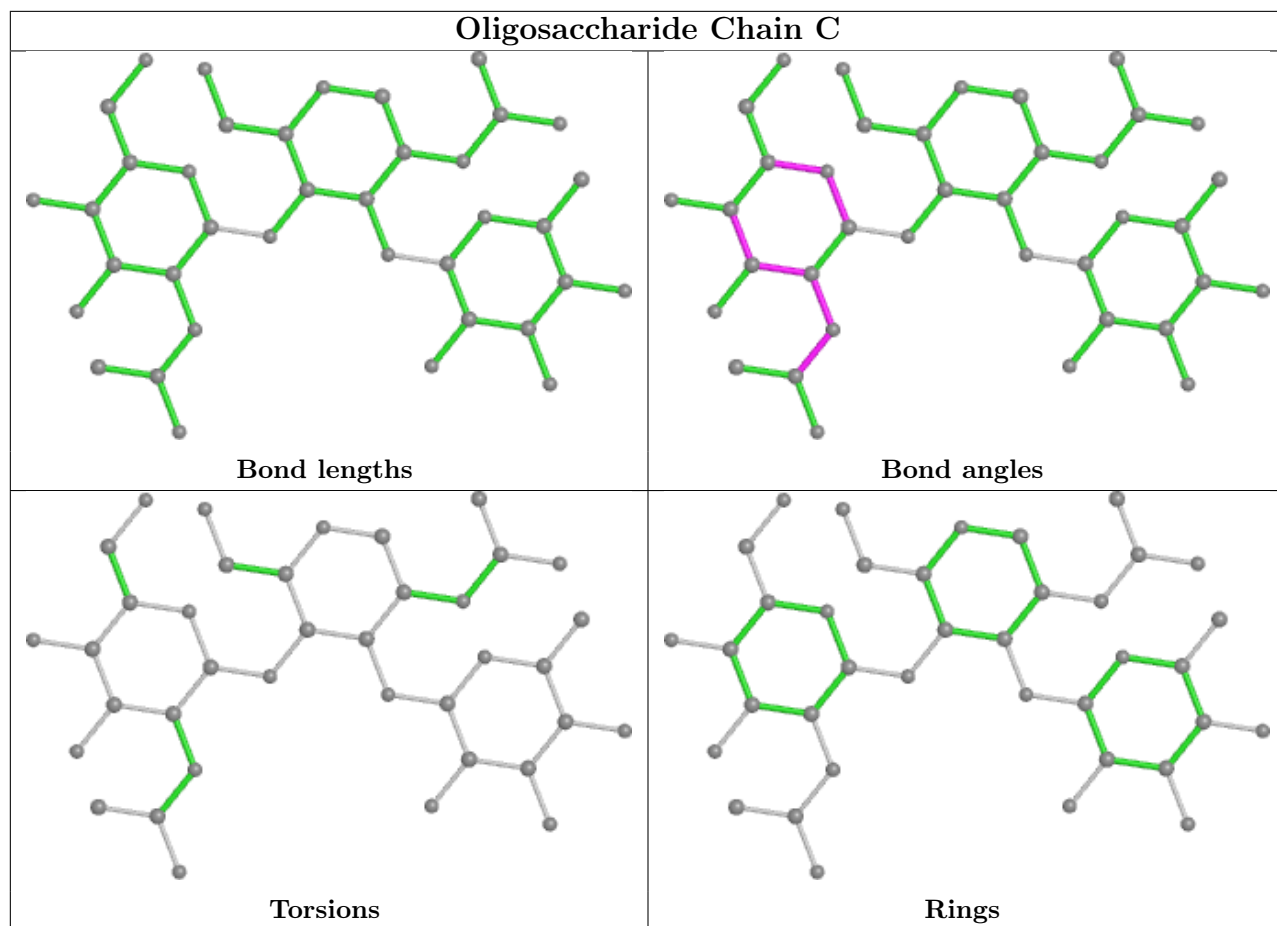 Oligosaccharide Chain C
Bond lengths
Bond angles
Torsions
Rings